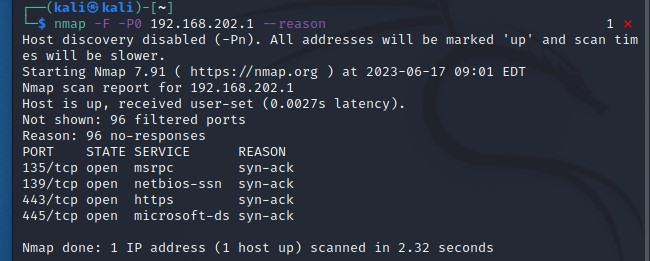 ┌──(kali㉿kali)-[~]
└─$ nmap -F -P0 192.168.202.1 --reason 1 ⨯
Host discovery disabled (-Pn). All addresses will be marked 'up' and scan tim
es will be slower.
Starting Nmap 7.91 ( https://nmap.org ) at 2023-06-17 09:01 EDT
Nmap scan report for 192.168.202.1
Host is up, received user-set (0.0027s latency).
Not shown: 96 filtered ports
Reason: 96 no-responses
PORT    STATE SERVICE      REASON
135/tcp open  msrpc        syn-ack
139/tcp open  netbios-ssn  syn-ack
443/tcp open  https        syn-ack
445/tcp open  microsoft-ds syn-ack
Nmap done: 1 IP address (1 host up) scanned in 2.32 seconds